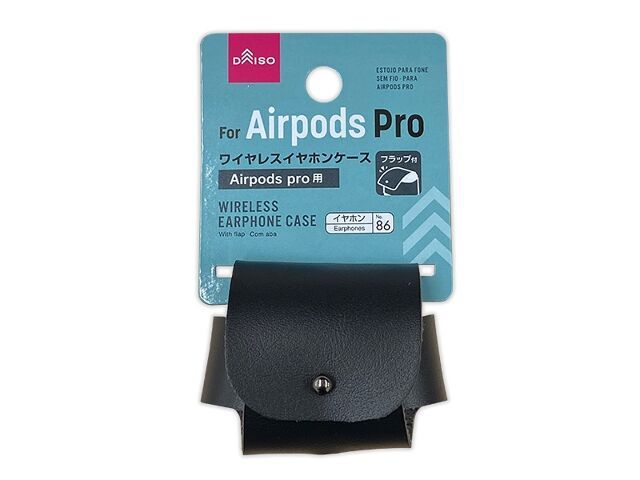 DAISO
ESTOJO PARA FONE
SEM FIO · PARA
AIRPODS PRO
For Airpods Pro
ワイヤレスイヤホンケース
フラップ付
Airpods pro 用
WIRELESS
EARPHONE CASE
With flap Com aba
イヤホン
Earphones
No.
86